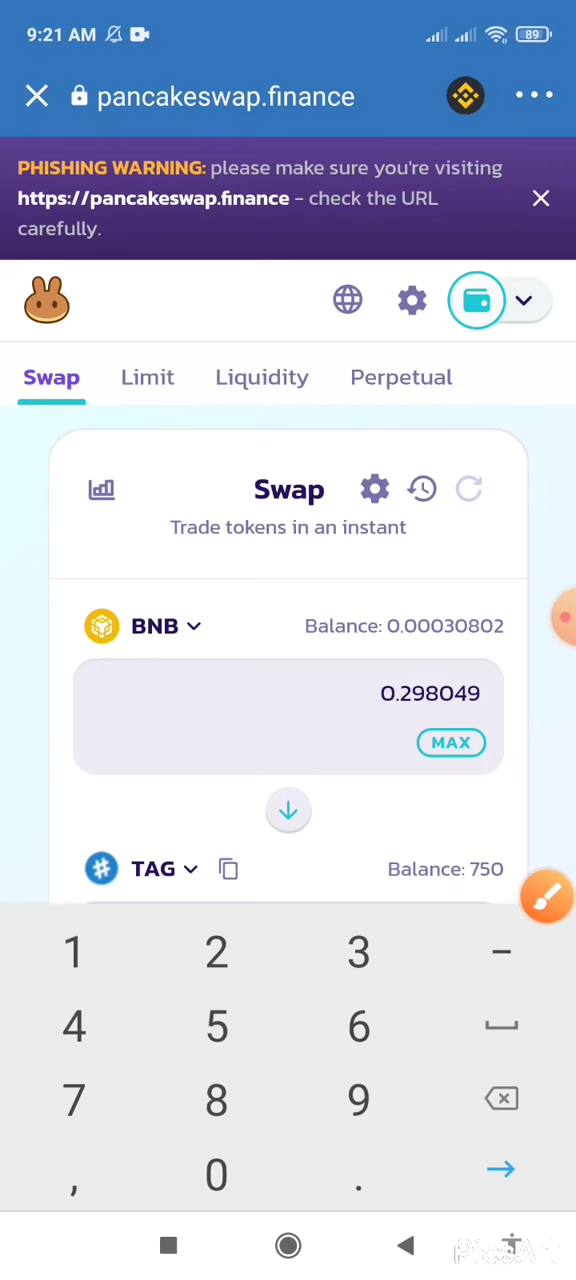 9:21 AM
89
pancakeswap.finance
PHISHING WARNING: please make sure you're visiting
https://pancakeswap.finance - check the URL
carefully.
Swap Limit Liquidity Perpetual
Swap
Trade tokens in an instant
BNB Balance: 0.00030802
0.298049
MAX
TAG Balance: 750
1 2 3 -
4 5 6
7 8 9
, 0 .